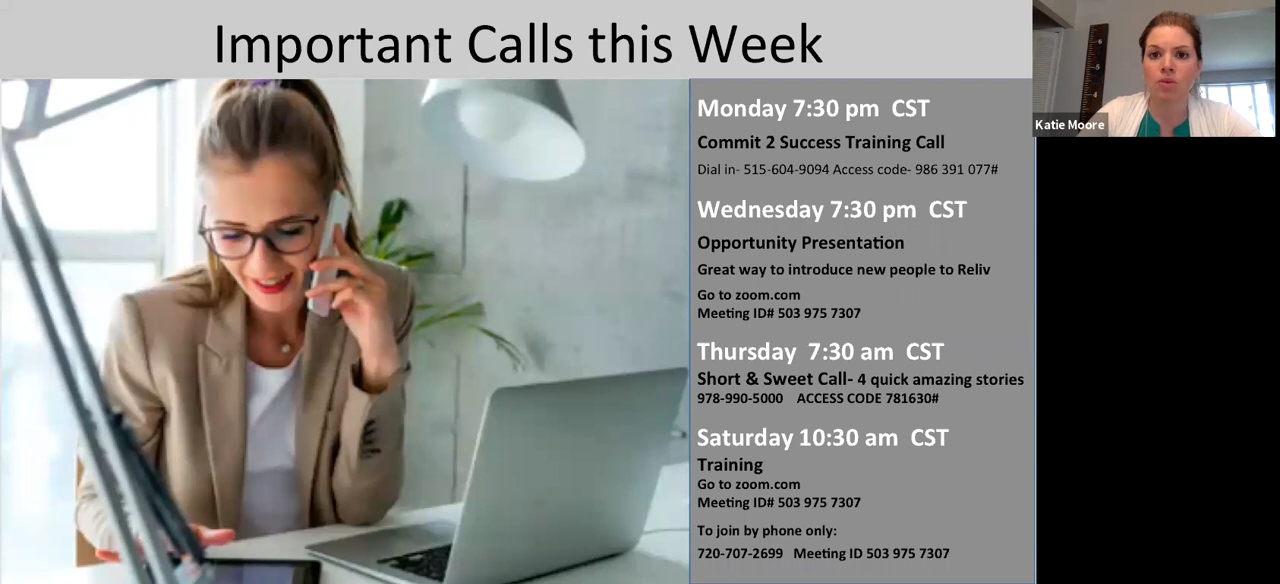 Important Calls this Week
Monday 7:30 pm CST
Commit 2 Success Training Call
Dial in- 515-604-9094 Access code- 986 391 077#
Wednesday 7:30 pm CST
Opportunity Presentation
Great way to introduce new people to Reliv
Go to zoom.com
Meeting ID# 503 975 7307
Thursday 7:30 am CST
Short & Sweet Call- 4 quick amazing stories
978-990-5000 ACCESS CODE 781630#
Saturday 10:30 am CST
Training
Go to zoom.com
Meeting ID# 503 975 7307
To join by phone only:
720-707-2699 Meeting ID 503 975 7307
6
5
4
Katie Moore